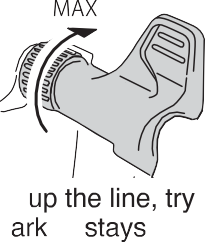 MAX
up the line, try
ark stays